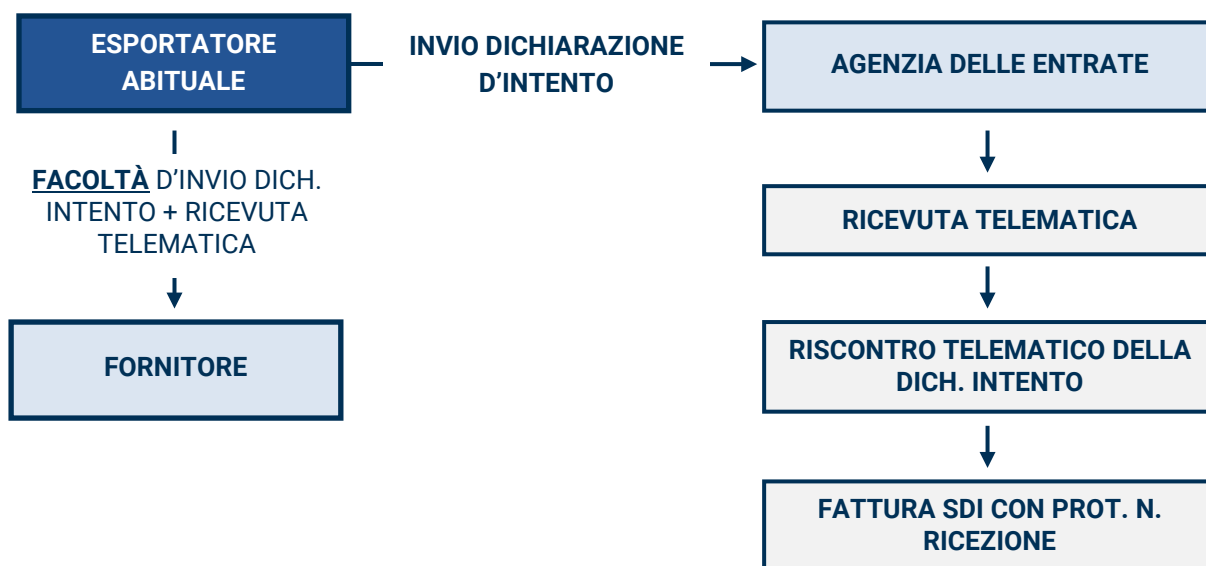 ESPORTATORE
ABITUALE
INVIO DICHIARAZIONE
D'INTENTO
AGENZIA DELLE ENTRATE
FACOLTÀ D'INVIO DICH.
INTENTO + RICEVUTA
TELEMATICA
FORNITORE
RICEVUTA TELEMATICA
RISCONTRO TELEMATICO DELLA
DICH. INTENTO
FATTURA SDI CON PROT. N.
RICEZIONE